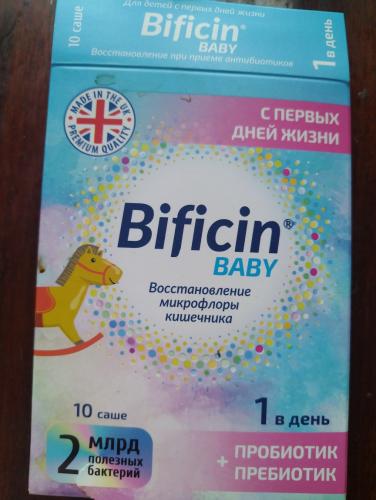 Для детей с первых дней жизни
Bificin®
BABY
Восстановление при приеме антибиотиков
10 саше
1 в день
MADE IN THE UK
PREMIUM QUALITY
С ПЕРВЫХ
ДНЕЙ ЖИЗНИ
Bificin®
BABY
Восстановление
микрофлоры
кишечника
10 саше
1 в день
2 МЛРД
полезных
бактерий
+ ПРОБИОТИК
ПРЕБИОТИК